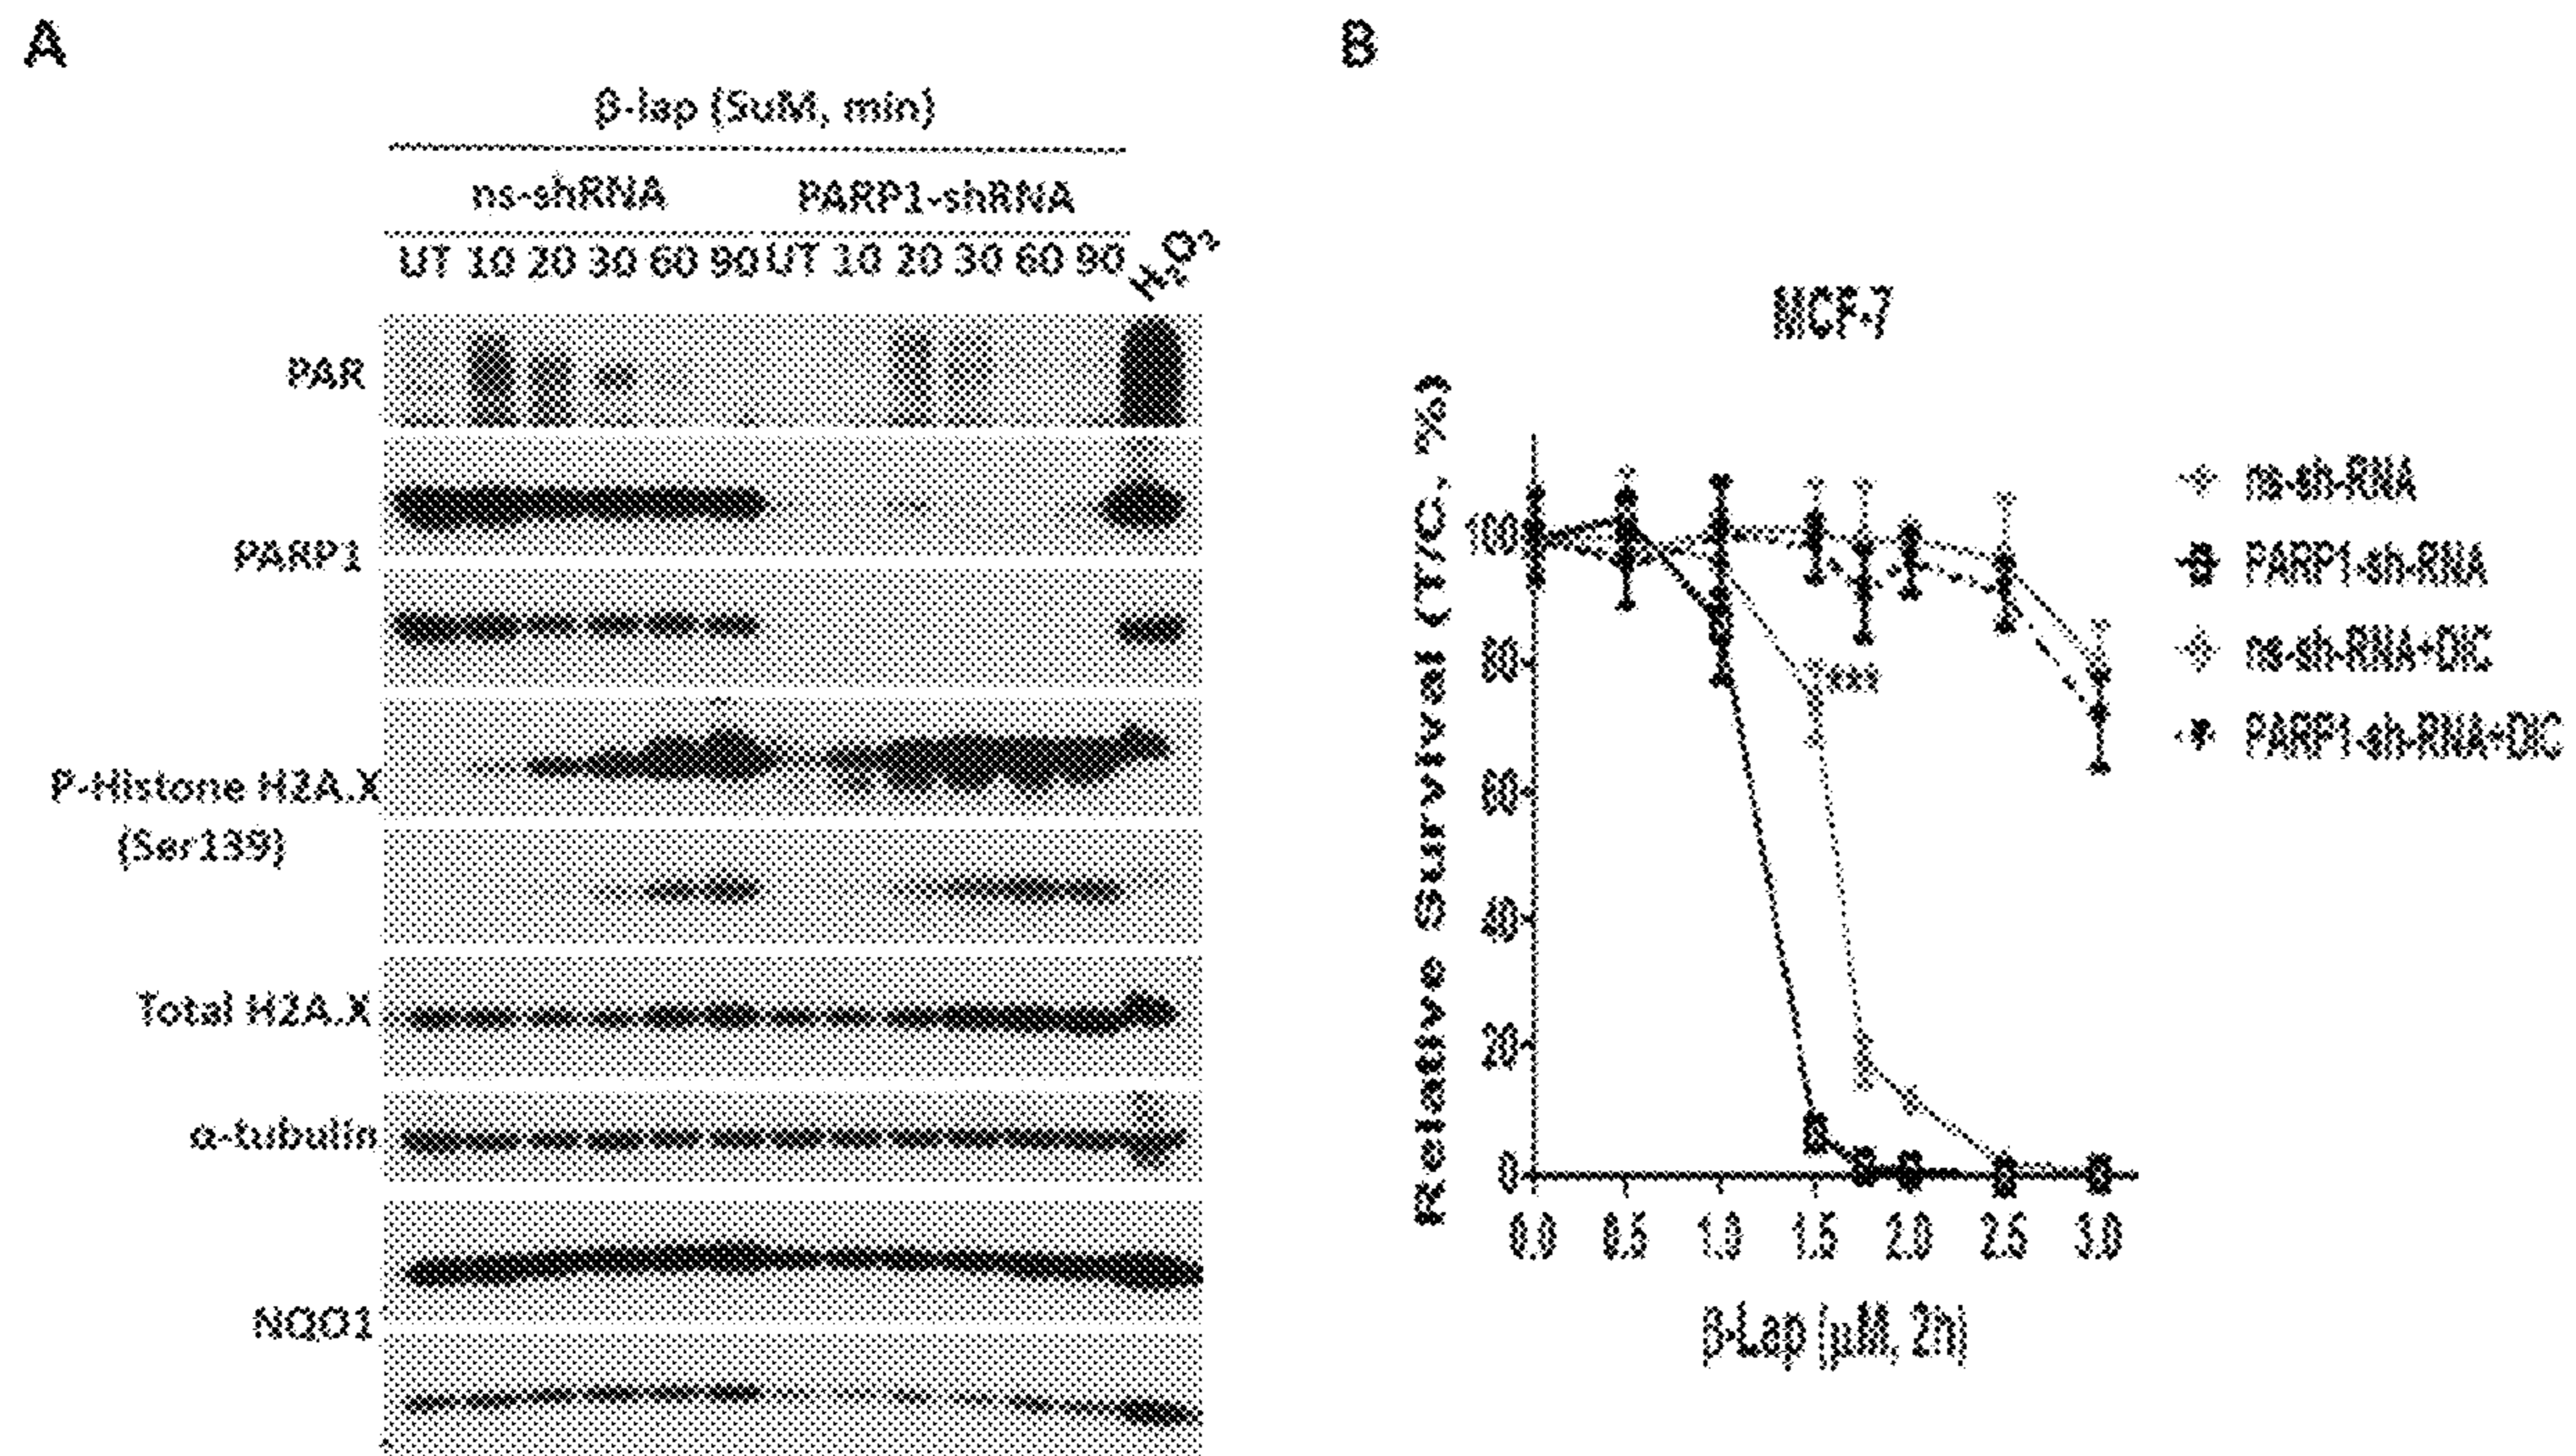 A
β-lap (5uM, min)
ns-shRNA PARP1-shRNA
UT 10 20 30 60 90 UT 10 20 30 60 90 H₂O₂
PAR
PARP1
P-Histone H2A.X
(Ser139)
Total H2A.X
α-tubulin
NQO1
B
MCF-7
Relative Survival (T/C, %)
100
80
60
40
20
0
0.0 0.5 1.0 1.5 2.0 2.5 3.0
β-Lap (μM, 2h)
***
ns-sh-RNA
PARP1-sh-RNA
ns-sh-RNA+DIC
PARP1-sh-RNA+DIC